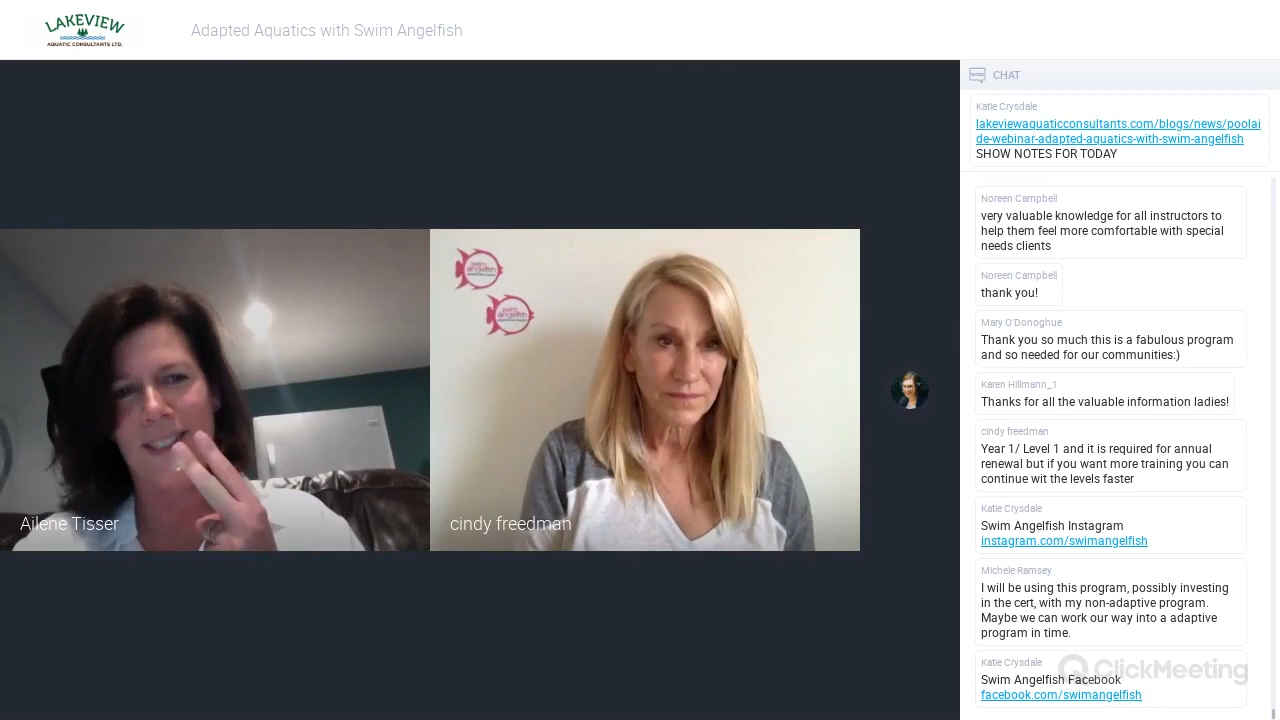 LAKEVIEW
AQUATIC CONSULTANTS LTD.
Adapted Aquatics with Swim Angelfish
swim
angelfish
swim
angelfish
Ailene Tisser
cindy freedman
CHAT
Katie Crysdale
lakeviewaquaticconsultants.com/blogs/news/poolai
de-webinar-adapted-aquatics-with-swim-angelfish
SHOW NOTES FOR TODAY
Noreen Campbell
very valuable knowledge for all instructors to
help them feel more comfortable with special
needs clients
Noreen Campbell
thank you!
Mary O'Donoghue
Thank you so much this is a fabulous program
and so needed for our communities:)
Karen Hillmann_1
Thanks for all the valuable information ladies!
cindy freedman
Year 1/ Level 1 and it is required for annual
renewal but if you want more training you can
continue wit the levels faster
Katie Crysdale
Swim Angelfish Instagram
instagram.com/swimangelfish
Michele Ramsey
I will be using this program, possibly investing
in the cert, with my non-adaptive program.
Maybe we can work our way into a adaptive
program in time.
Katie Crysdale
Swim Angelfish Facebook
facebook.com/swimangelfish
ClickMeeting